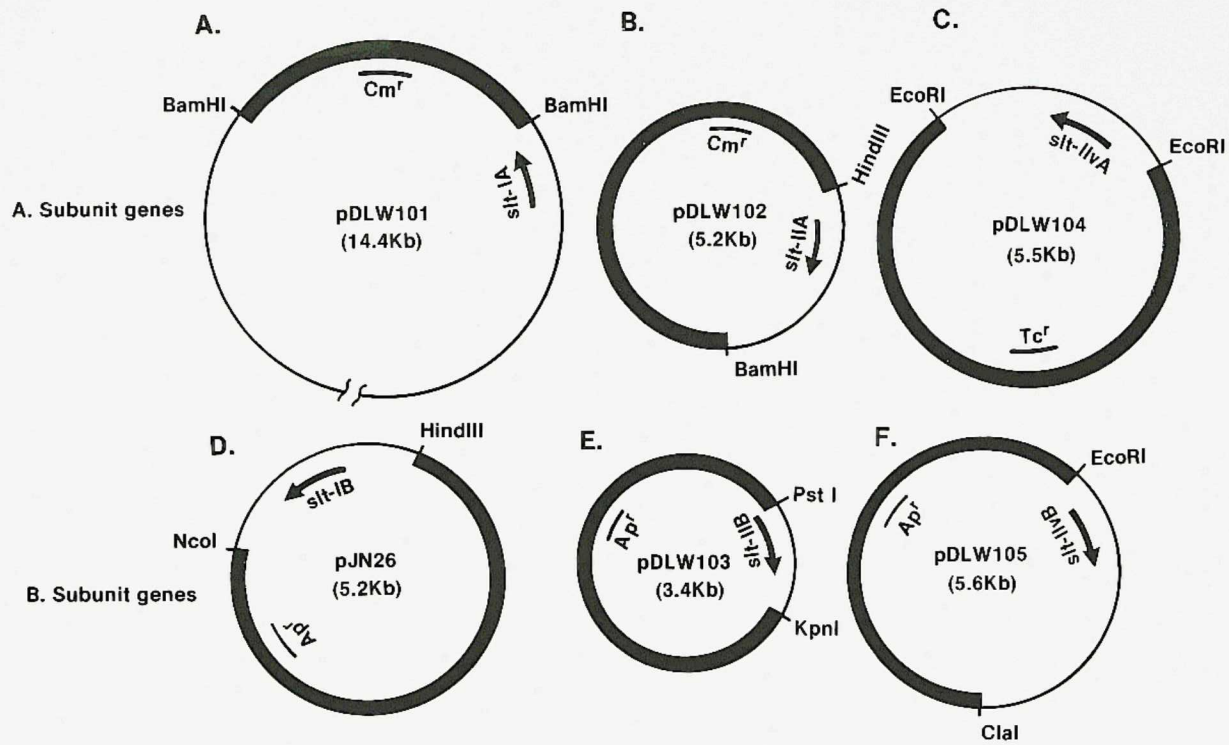 A.
BamHI
BamHI
Cmʳ
slt-IA
pDLW101
(14.4Kb)
B.
Cmʳ
HindIII
slt-IIA
pDLW102
(5.2Kb)
BamHI
C.
EcoRI
EcoRI
slt-IIvA
pDLW104
(5.5Kb)
Tcʳ
A. Subunit genes
D.
HindIII
slt-IB
NcoI
pJN26
(5.2Kb)
Apʳ
E.
Pst I
Apʳ
slt-IIB
pDLW103
(3.4Kb)
KpnI
F.
EcoRI
Apʳ
slt-IIvB
pDLW105
(5.6Kb)
ClaI
B. Subunit genes